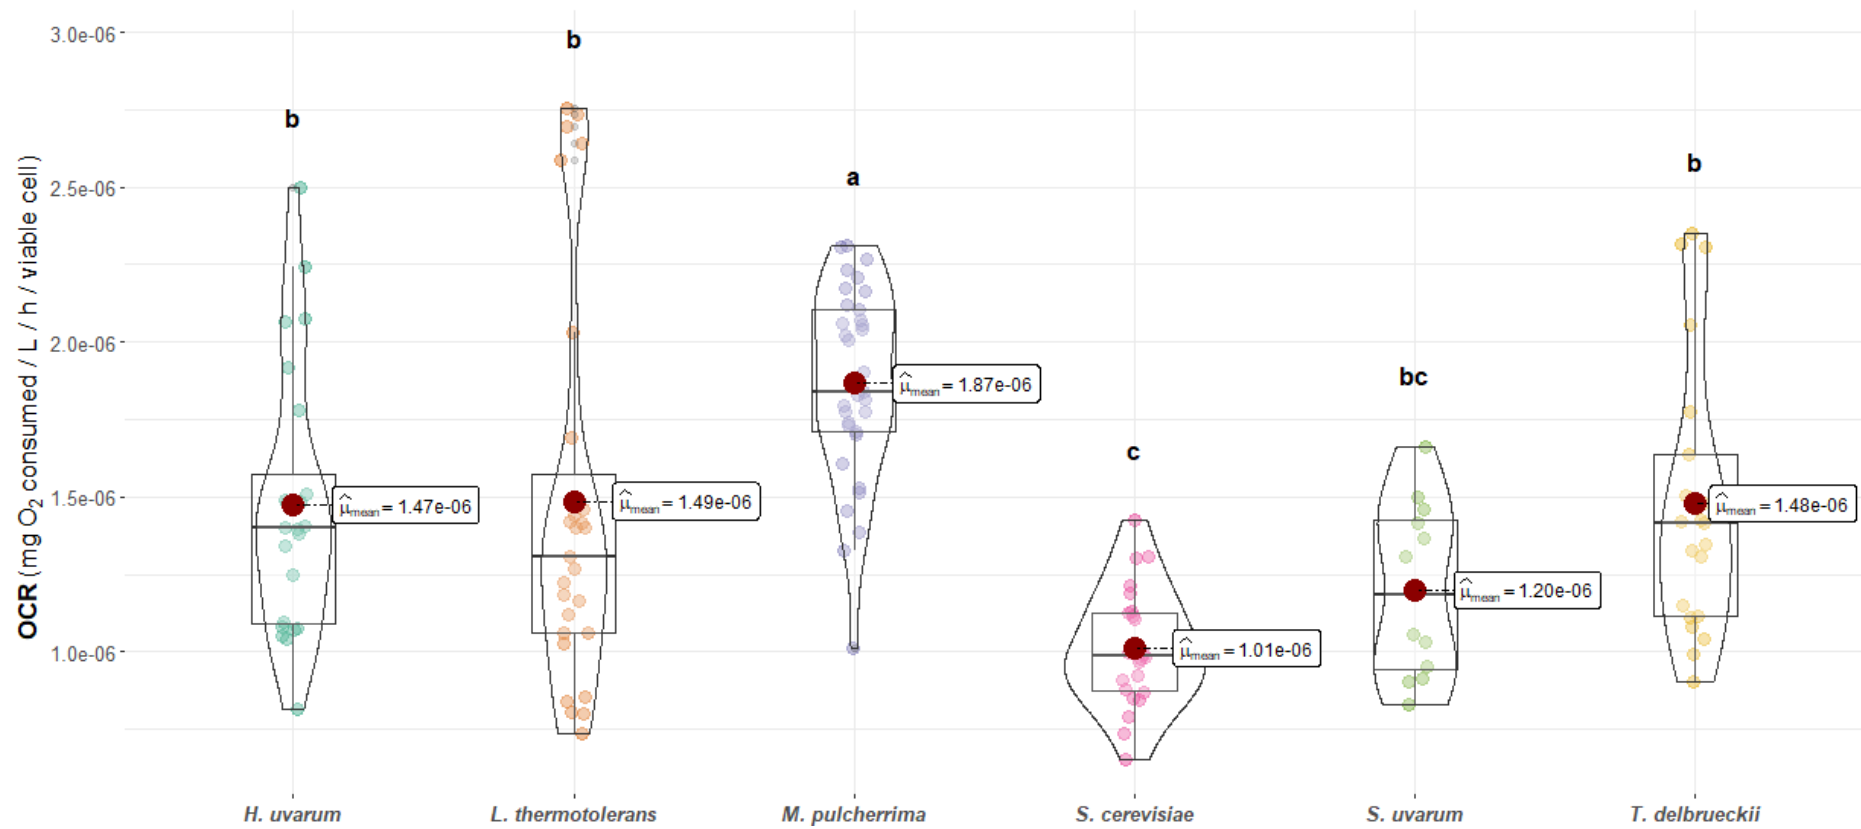 OCR (mg O2 consumed / L / h / viable cell)
3.0e-06
2.5e-06
2.0e-06
1.5e-06
1.0e-06
b
b
a
c
bc
b
μ̂mean = 1.47e-06
μ̂mean = 1.49e-06
μ̂mean = 1.87e-06
μ̂mean = 1.01e-06
μ̂mean = 1.20e-06
μ̂mean = 1.48e-06
H. uvarum
L. thermotolerans
M. pulcherrima
S. cerevisiae
S. uvarum
T. delbrueckii